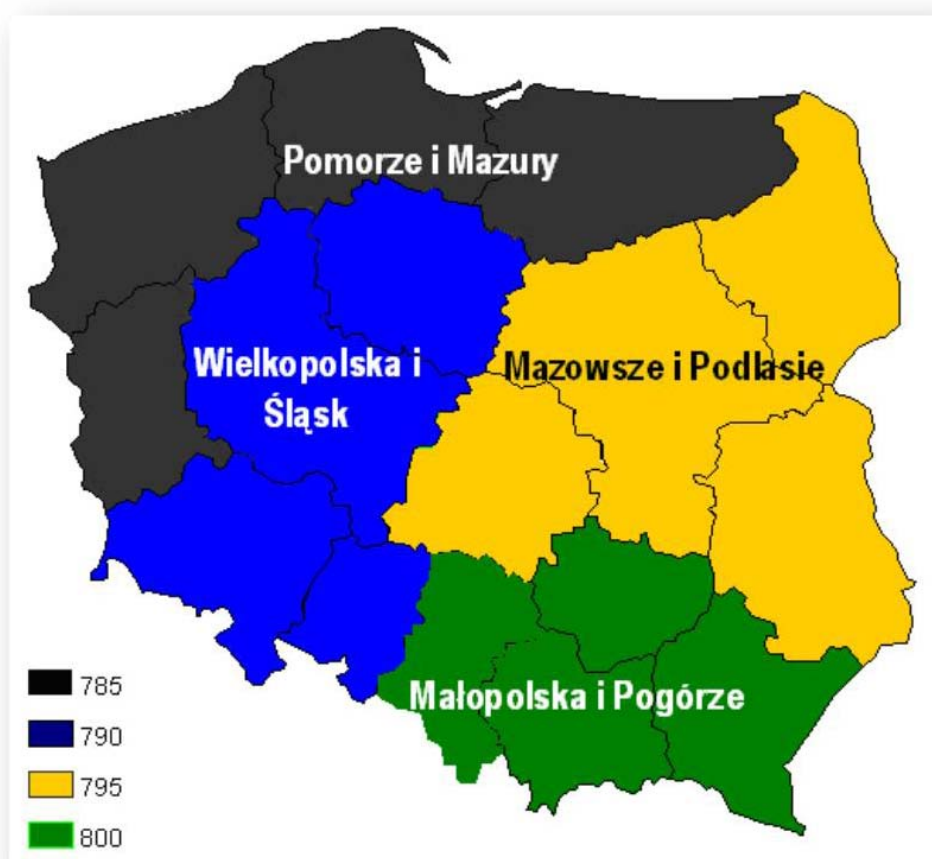 Pomorze i Mazury
Wielkopolska i
Śląsk
Mazowsze i Podlasie
Małopolska i Pogórze
785
790
795
800